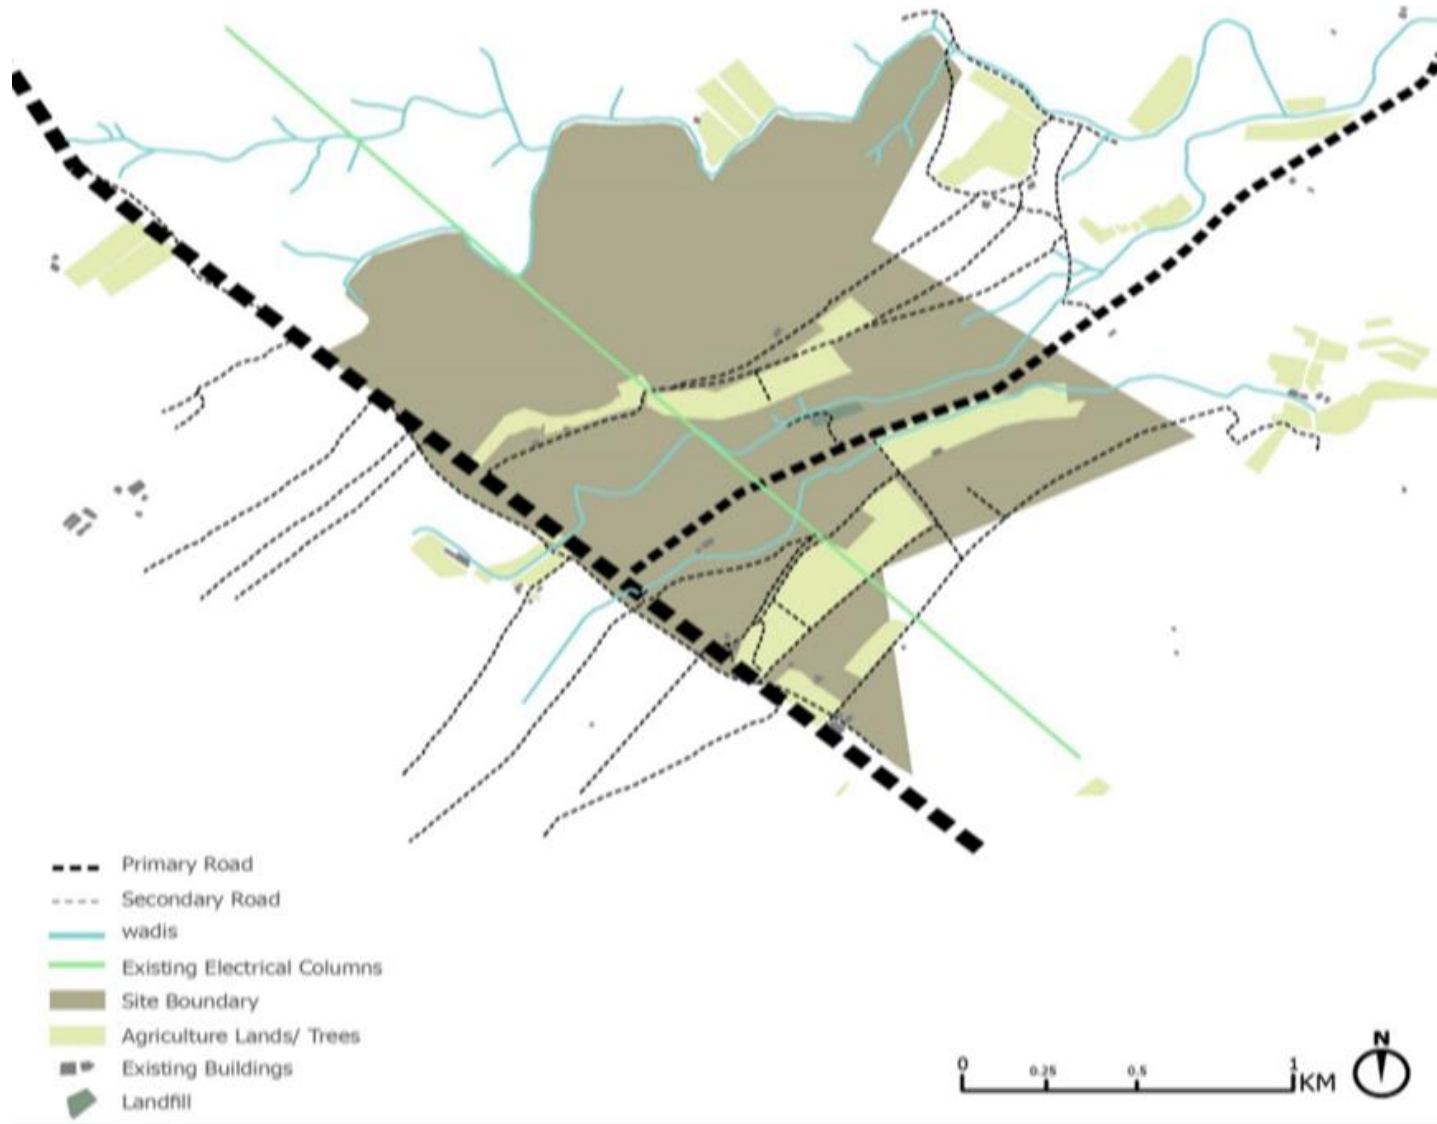 Primary Road
Secondary Road
wadis
Existing Electrical Columns
Site Boundary
Agriculture Lands/ Trees
Existing Buildings
Landfill
0 0.25 0.5 1 KM
N